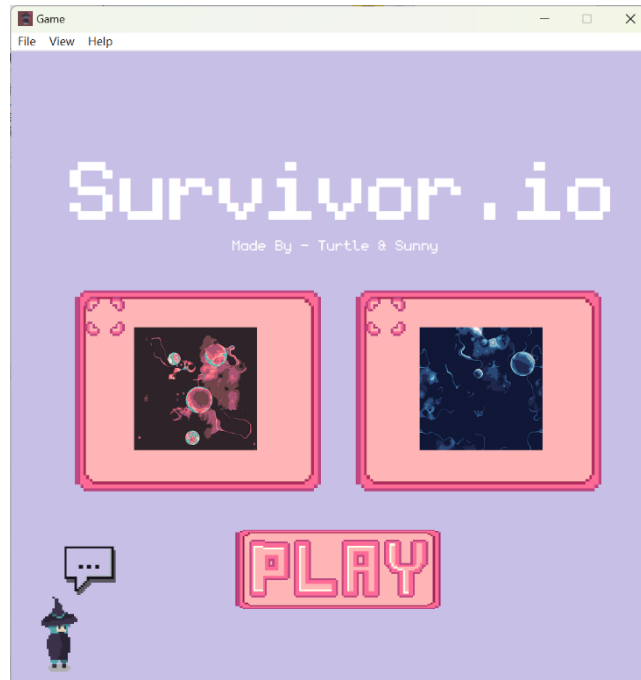 Game
File View Help
Survivor.io
Made By - Turtle & Sunny
...
PLAY